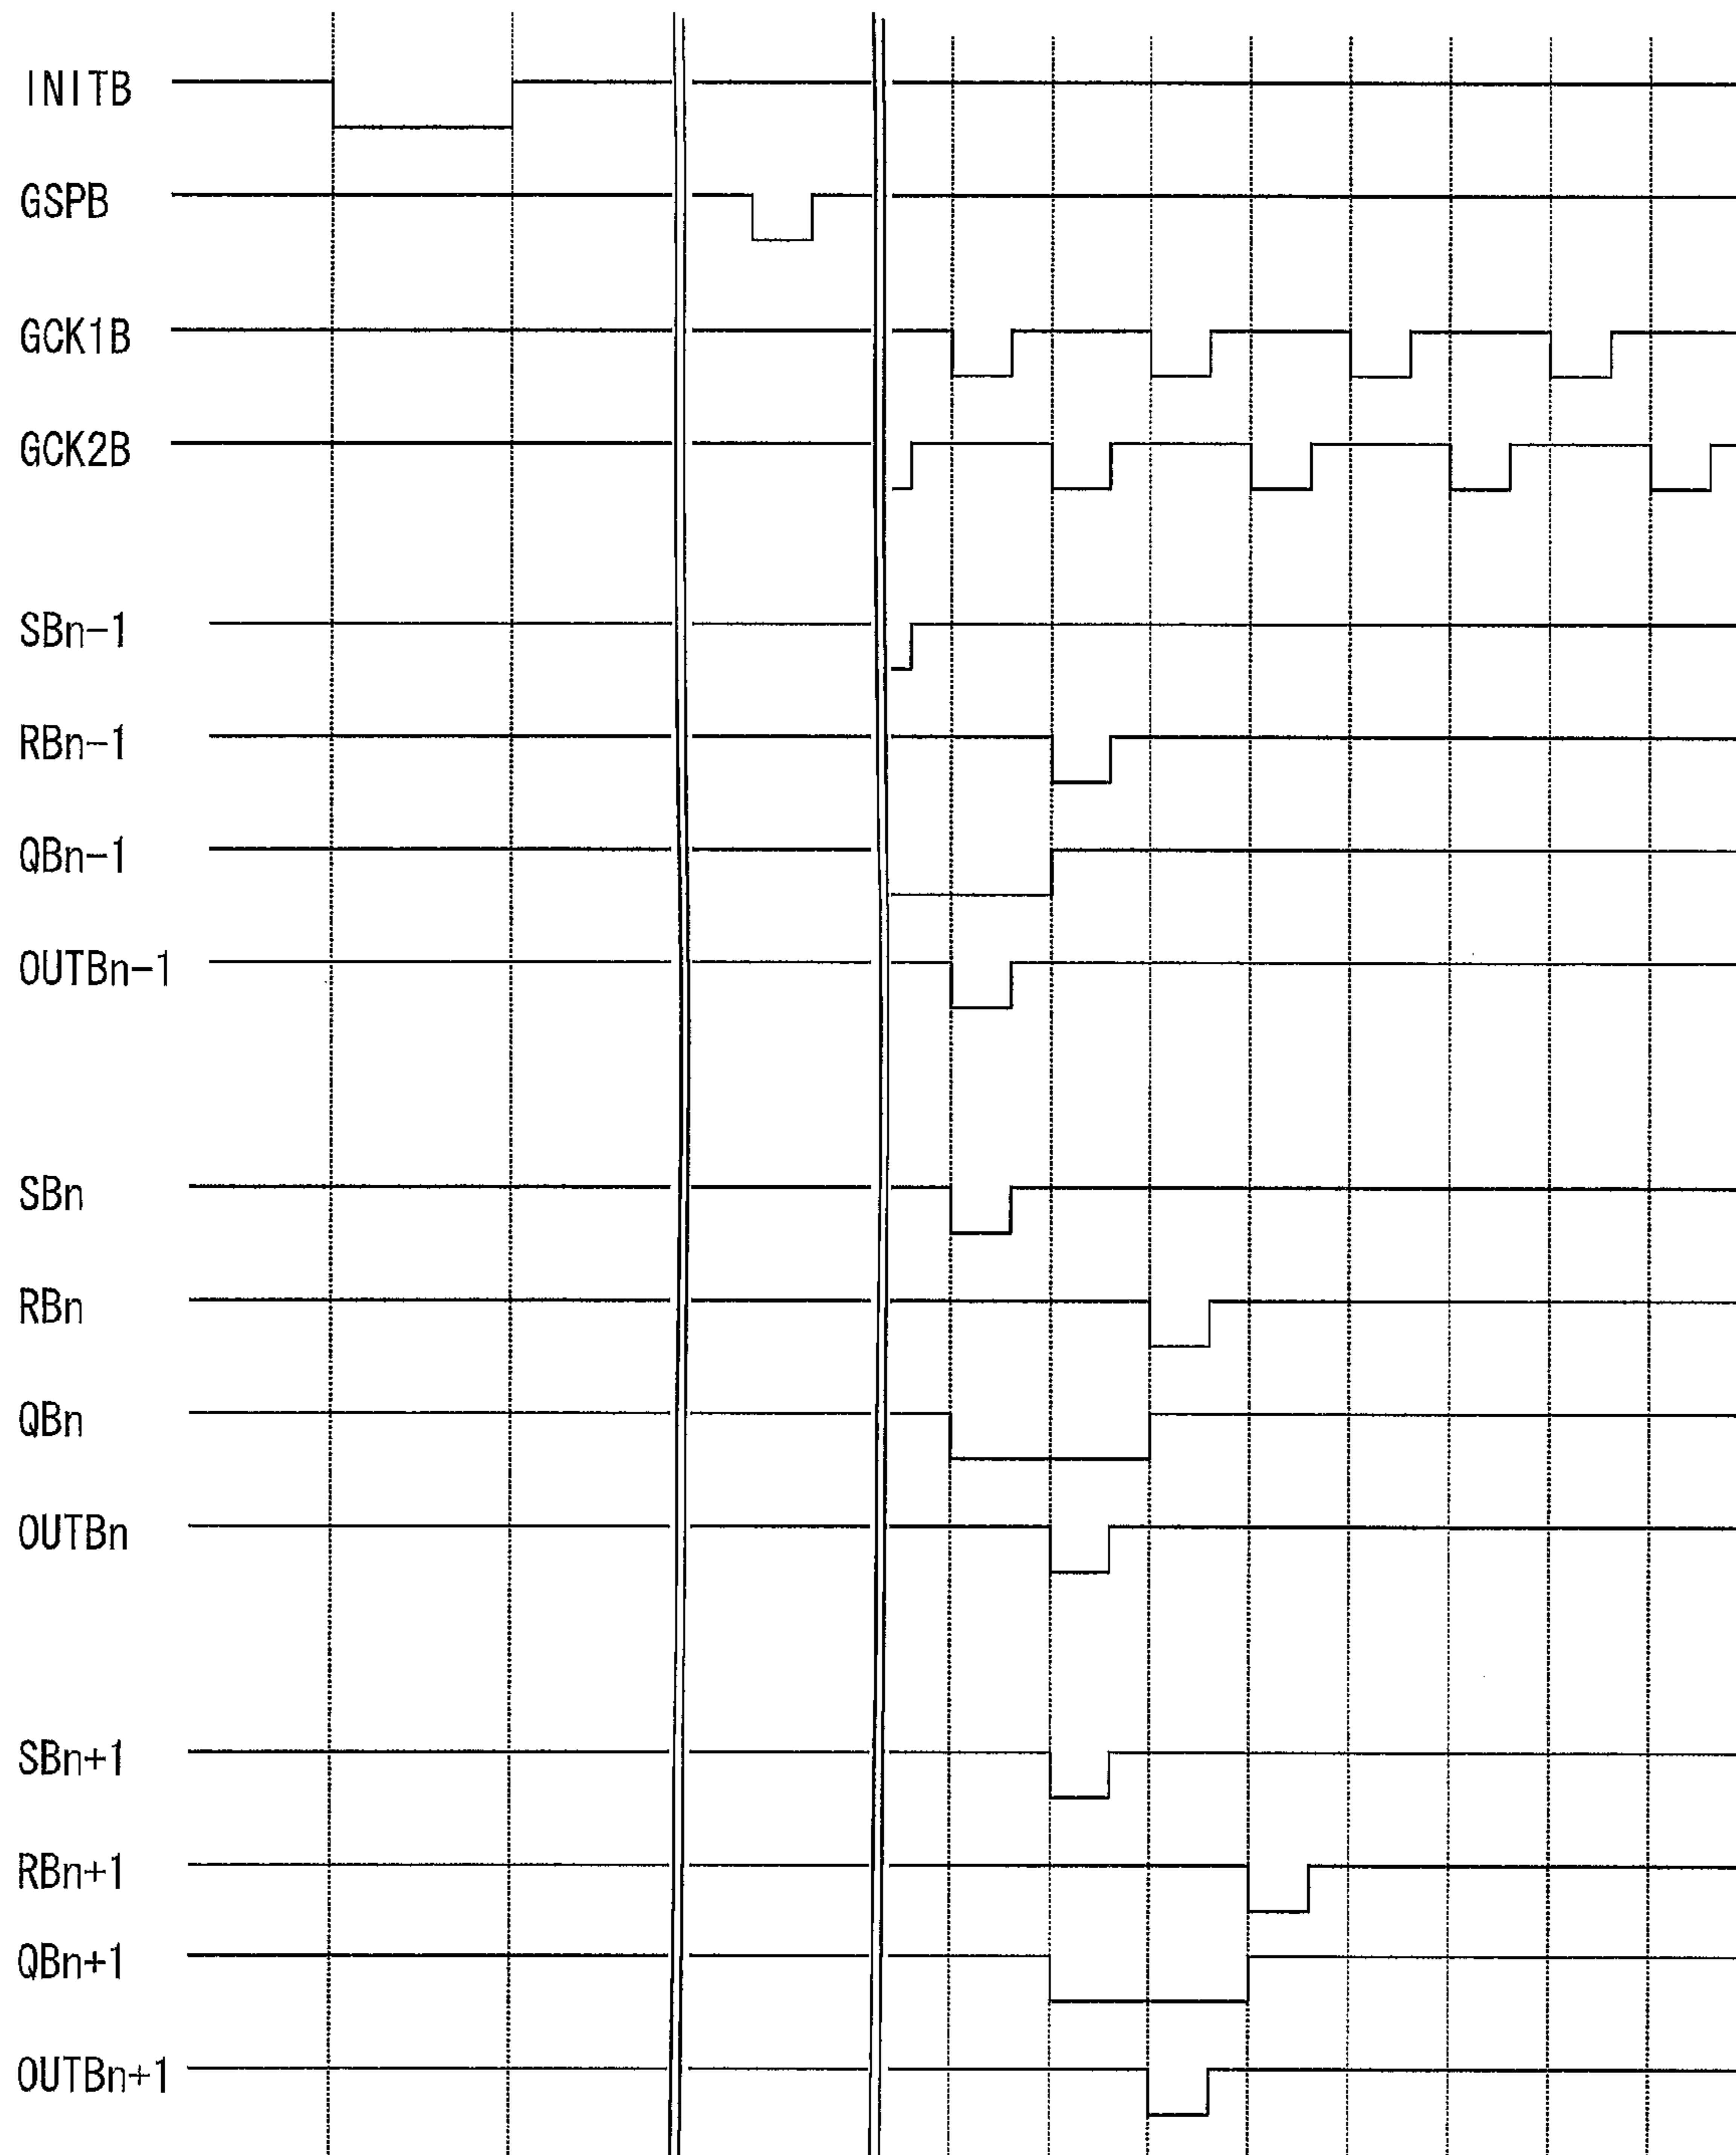 INITB
GSPB
GCK1B
GCK2B
SBn-1
RBn-1
QBn-1
OUTBn-1
SBn
RBn
QBn
OUTBn
SBn+1
RBn+1
QBn+1
OUTBn+1